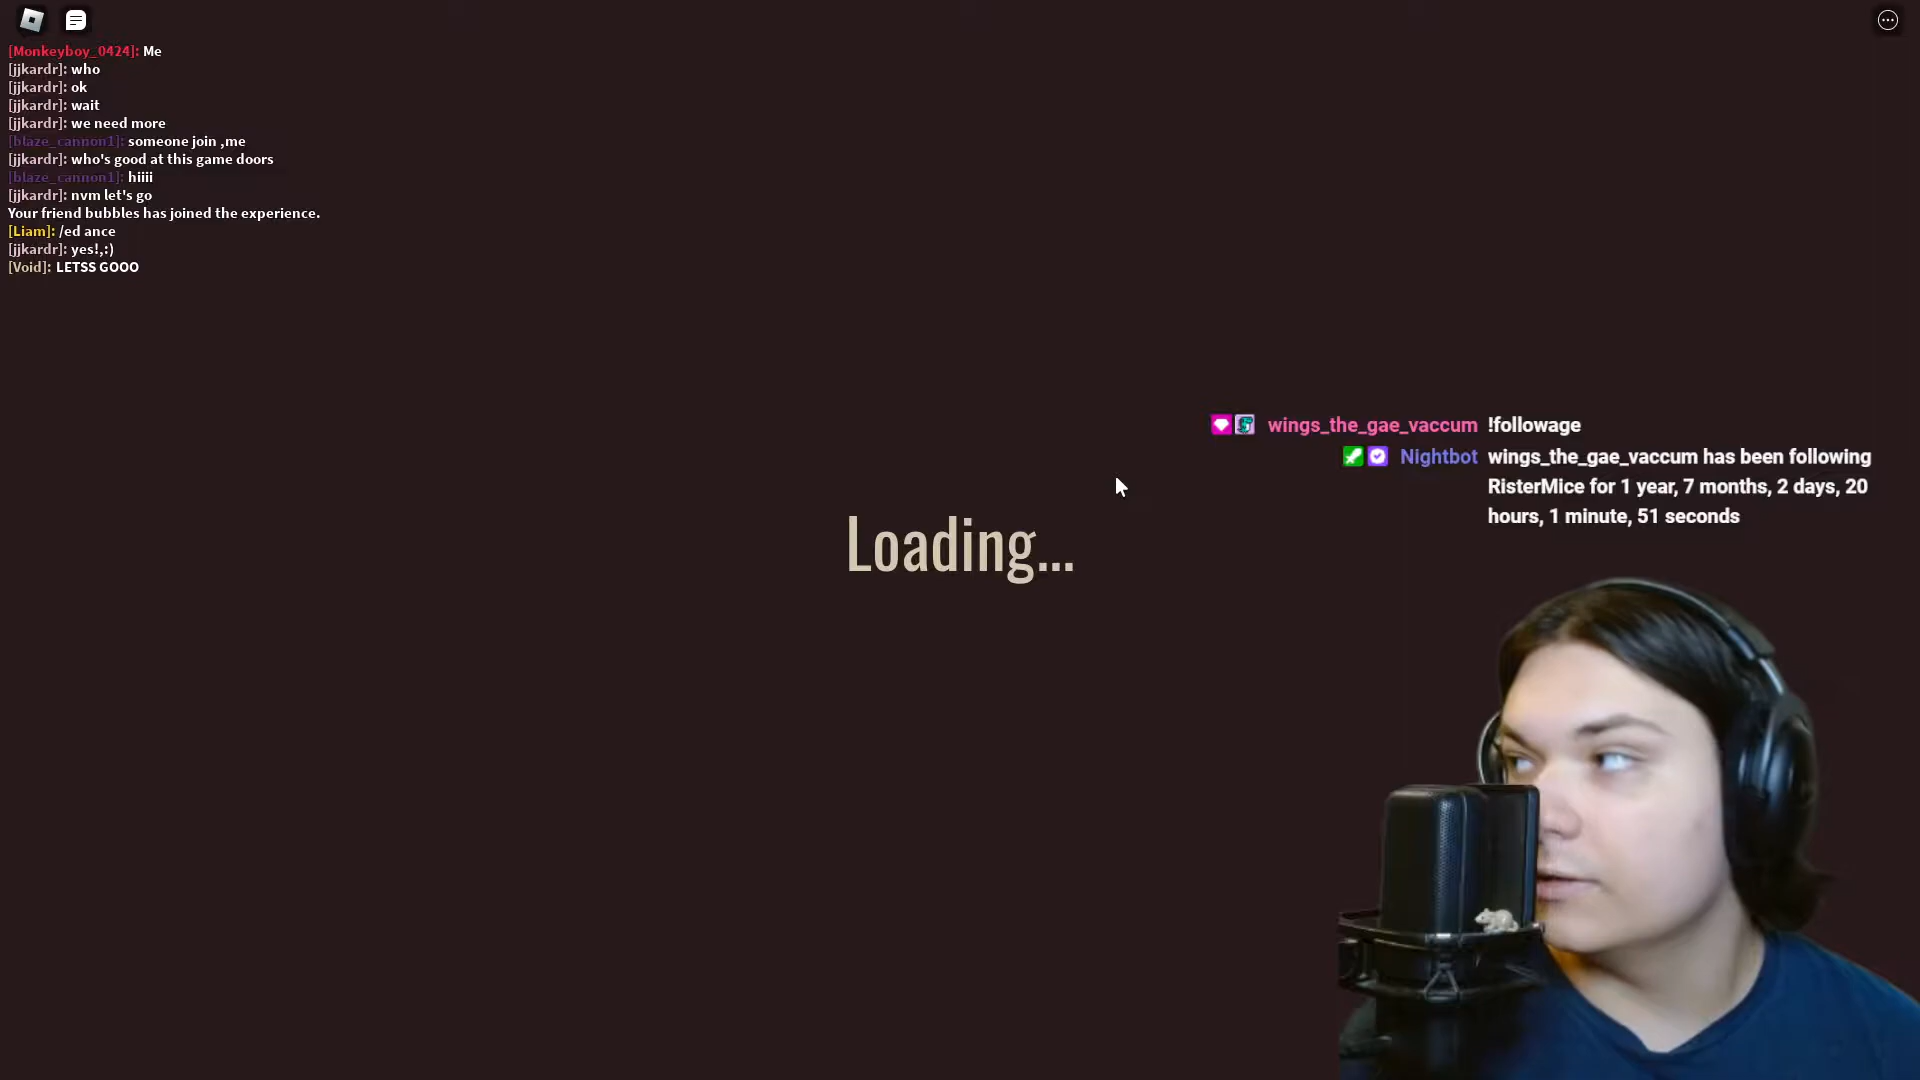 [Monkeyboy_0424]: Me
[jjkardr]: who
[jjkardr]: ok
[jjkardr]: wait
[jjkardr]: we need more
[blaze_cannon1]: someone join ,me
[jjkardr]: who's good at this game doors
[blaze_cannon1]: hiiii
[jjkardr]: nvm let's go
Your friend bubbles has joined the experience.
[Liam]: /ed ance
[jjkardr]: yes!,:)
[Void]: LETSS GOOO
wings_the_gae_vaccum !followage
Nightbot wings_the_gae_vaccum has been following
RisterMice for 1 year, 7 months, 2 days, 20
hours, 1 minute, 51 seconds
Loading...